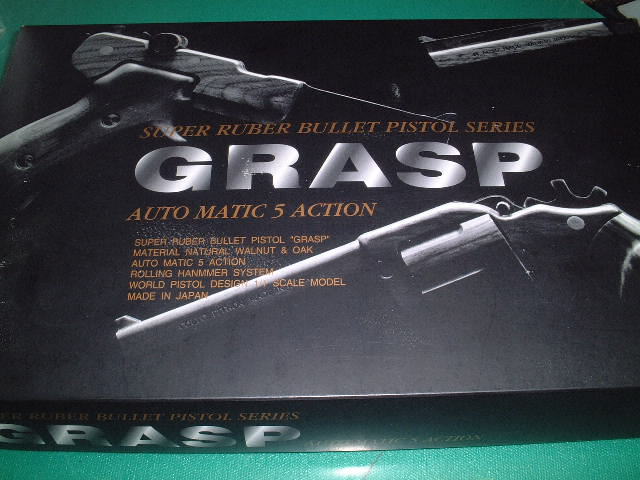 SUPER RUBER BULLET PISTOL SERIES
GRASP
AUTO MATIC 5 ACTION
SUPER RUBER BULLET PISTOL "GRASP"
MATERIAL NATURAL WALNUT & OAK
AUTO MATIC 5 ACTION
ROLLING HANMMER SYSTEM
WORLD PISTOL DESIGN 1/1 SCALE MODEL
MADE IN JAPAN
RUBER BULLET PISTOL SERIES
GRASP
5 ACTION